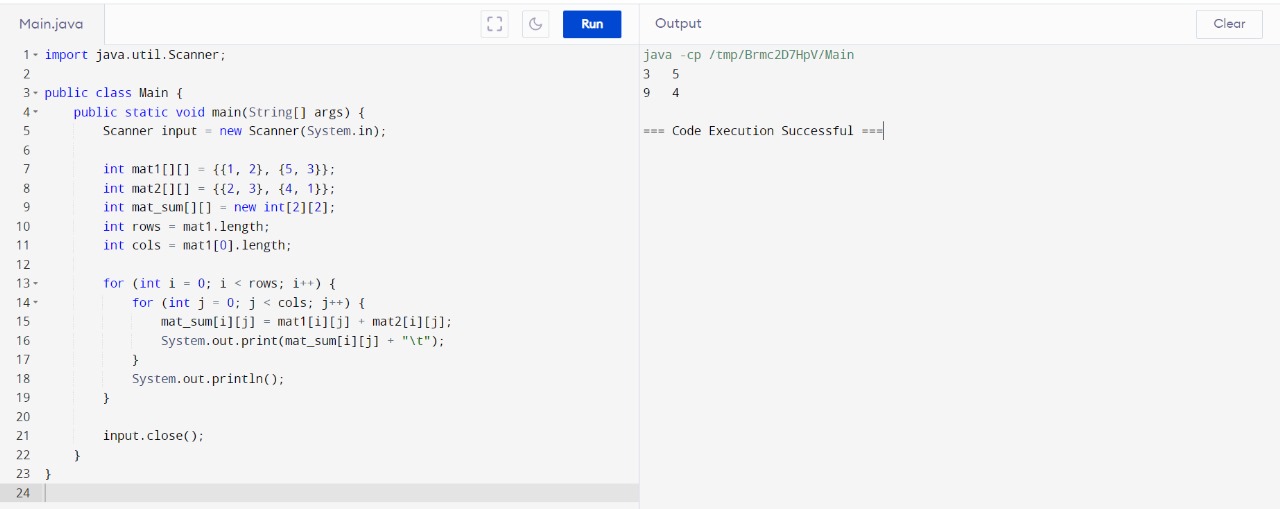 Main.java
Run
Output
Clear
1 import java.util.Scanner;
2
3 public class Main {
4     public static void main(String[] args) {
5         Scanner input = new Scanner(System.in);
6
7         int mat1[][] = {{1, 2}, {5, 3}};
8         int mat2[][] = {{2, 3}, {4, 1}};
9         int mat_sum[][] = new int[2][2];
10         int rows = mat1.length;
11         int cols = mat1[0].length;
12
13         for (int i = 0; i < rows; i++) {
14             for (int j = 0; j < cols; j++) {
15                 mat_sum[i][j] = mat1[i][j] + mat2[i][j];
16                 System.out.print(mat_sum[i][j] + "\t");
17             }
18             System.out.println();
19         }
20
21         input.close();
22     }
23 }
24
java -cp /tmp/Brmc2D7HpV/Main
3   5
9   4
=== Code Execution Successful ===